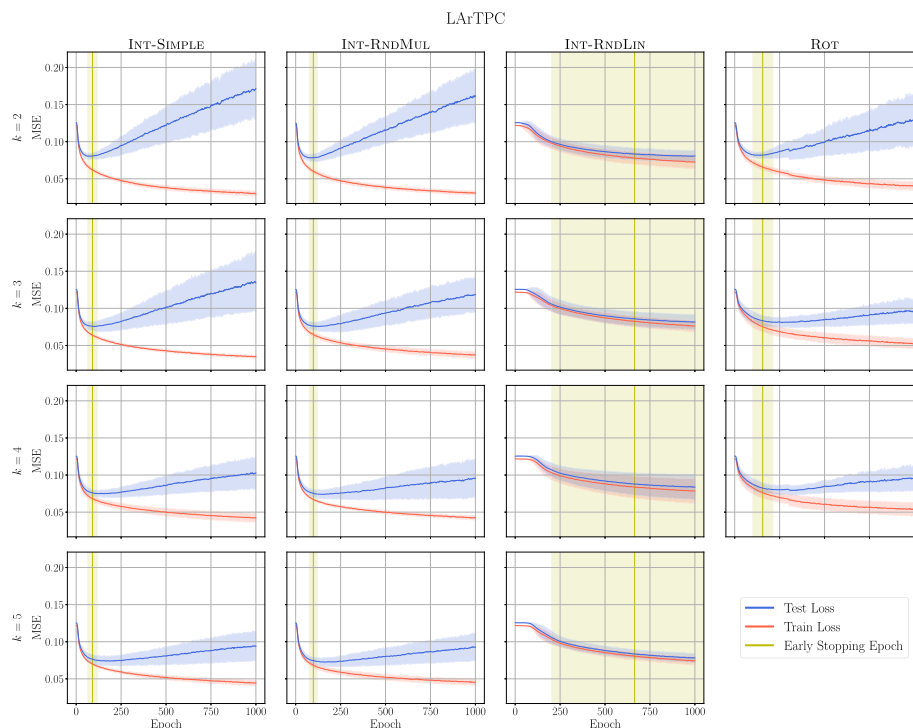 LArTPC
INT-SIMPLE INT-RNDMUL INT-RNDLIN ROT
k = 2
MSE
0.20
0.15
0.10
0.05
k = 3
MSE
0.20
0.15
0.10
0.05
k = 4
MSE
0.20
0.15
0.10
0.05
k = 5
MSE
0.20
0.15
0.10
0.05
Test Loss
Train Loss
Early Stopping Epoch
0 250 500 750 1000 0 250 500 750 1000 0 250 500 750 1000
Epoch Epoch Epoch